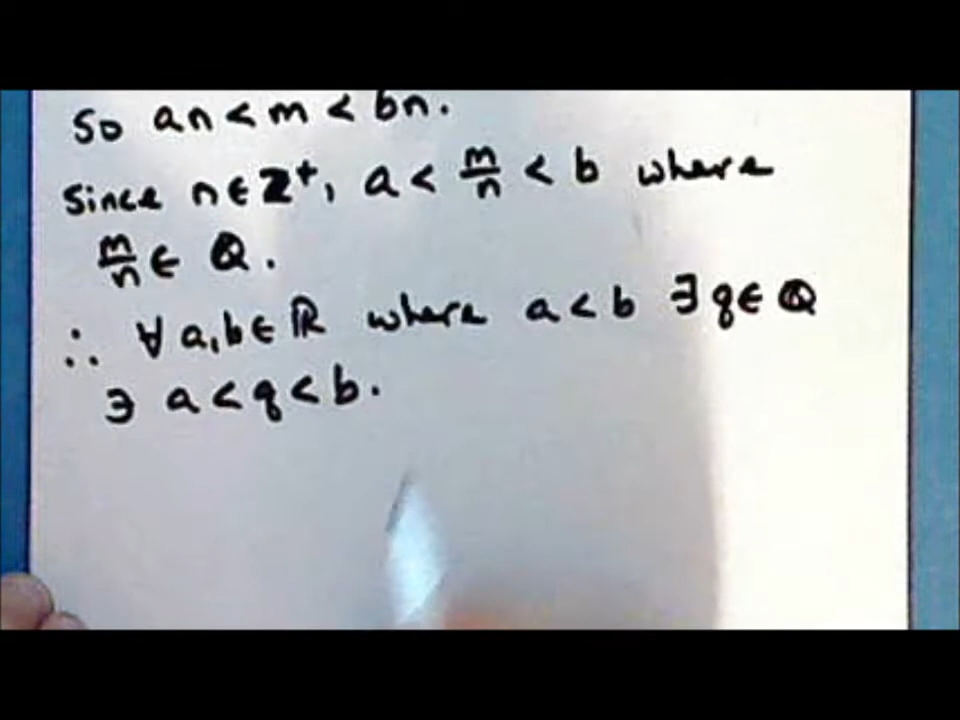 So an < m < bn.
Since n ∈ Z⁺, a < m/n < b where
m/n ∈ Q.
∴ ∀ a, b ∈ ℝ where a < b ∃ q ∈ Q
∋ a < q < b.